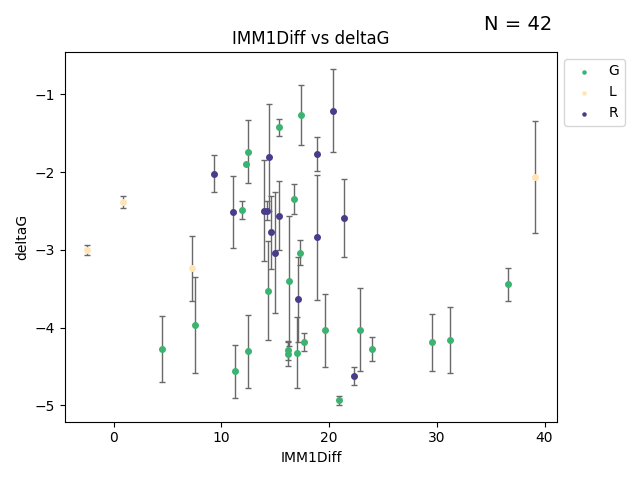 N = 42
IMM1Diff vs deltaG
G
L
R
deltaG
−1
−2
−3
−4
−5
0 10 20 30 40
IMM1Diff